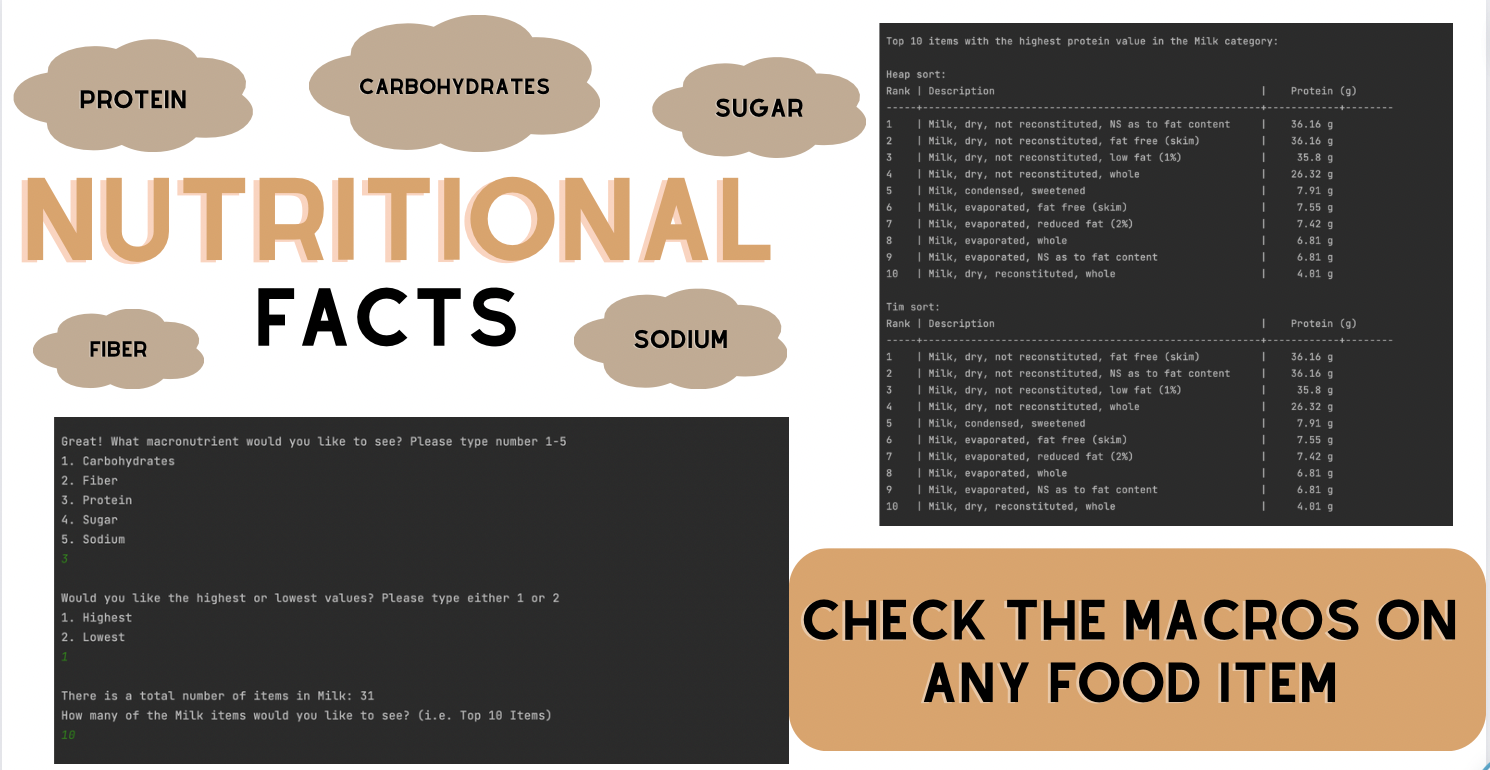 PROTEIN
CARBOHYDRATES
SUGAR
NUTRITIONAL
FACTS
FIBER
SODIUM
Great! What macronutrient would you like to see? Please type number 1-5
1. Carbohydrates
2. Fiber
3. Protein
4. Sugar
5. Sodium
3
Would you like the highest or lowest values? Please type either 1 or 2
1. Highest
2. Lowest
1
There is a total number of items in Milk: 31
How many of the Milk items would you like to see? (i.e. Top 10 Items)
10
Top 10 items with the highest protein value in the Milk category:
Heap sort:
Rank | Description | Protein (g)
-----+------------------------------------------------------+------------+--------
1 | Milk, dry, not reconstituted, NS as to fat content | 36.16 g
2 | Milk, dry, not reconstituted, fat free (skim) | 36.16 g
3 | Milk, dry, not reconstituted, low fat (1%) | 35.8 g
4 | Milk, dry, not reconstituted, whole | 26.32 g
5 | Milk, condensed, sweetened | 7.91 g
6 | Milk, evaporated, fat free (skim) | 7.55 g
7 | Milk, evaporated, reduced fat (2%) | 7.42 g
8 | Milk, evaporated, whole | 6.81 g
9 | Milk, evaporated, NS as to fat content | 6.81 g
10 | Milk, dry, reconstituted, whole | 4.01 g
Tim sort:
Rank | Description | Protein (g)
-----+------------------------------------------------------+------------+--------
1 | Milk, dry, not reconstituted, fat free (skim) | 36.16 g
2 | Milk, dry, not reconstituted, NS as to fat content | 36.16 g
3 | Milk, dry, not reconstituted, low fat (1%) | 35.8 g
4 | Milk, dry, not reconstituted, whole | 26.32 g
5 | Milk, condensed, sweetened | 7.91 g
6 | Milk, evaporated, fat free (skim) | 7.55 g
7 | Milk, evaporated, reduced fat (2%) | 7.42 g
8 | Milk, evaporated, whole | 6.81 g
9 | Milk, evaporated, NS as to fat content | 6.81 g
10 | Milk, dry, reconstituted, whole | 4.01 g
CHECK THE MACROS ON
ANY FOOD ITEM